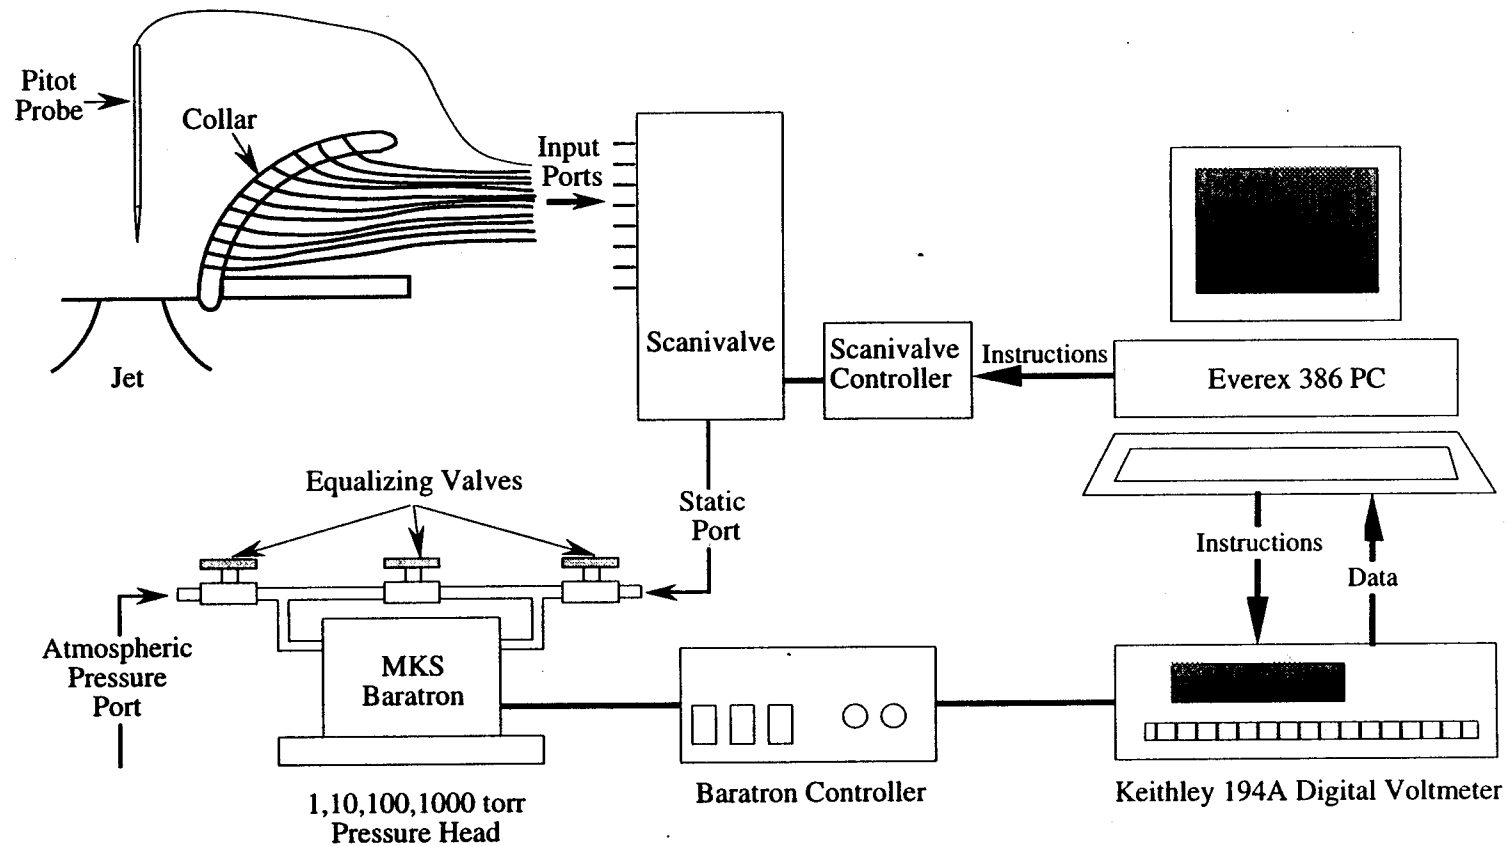 Pitot
Probe
Collar
Input
Ports
Jet
Scanivalve
Scanivalve
Controller
Instructions
Everex 386 PC
Equalizing Valves
Static
Port
Instructions
Data
Atmospheric
Pressure
Port
MKS
Baratron
1,10,100,1000 torr
Pressure Head
Baratron Controller
Keithley 194A Digital Voltmeter